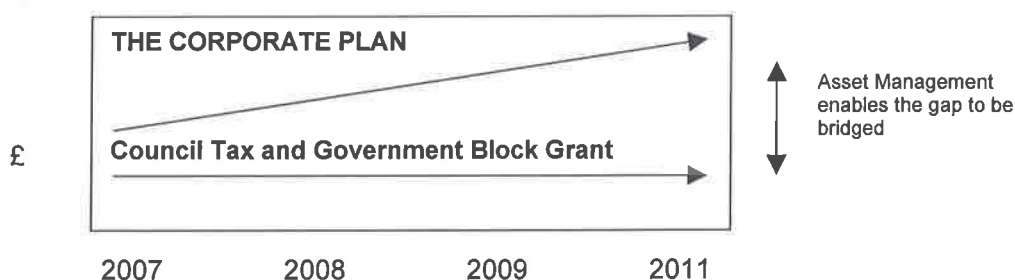 THE CORPORATE PLAN
Asset Management
enables the gap to be
bridged
£
Council Tax and Government Block Grant
2007 2008 2009 2011